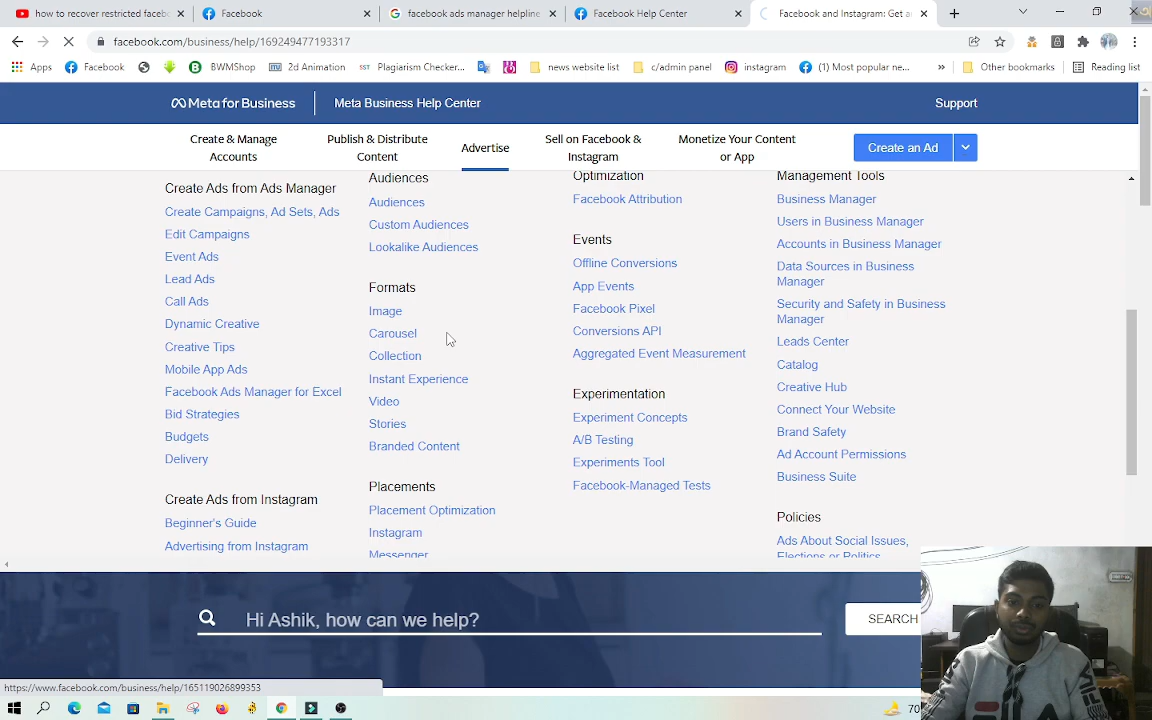 how to recover restricted facebo
Facebook
facebook ads manager helpline
Facebook Help Center
Facebook and Instagram: Get a
facebook.com/business/help/169249477193317
Apps
Facebook
BWMShop
2d Animation
Plagiarism Checker...
news website list
c/admin panel
instagram
(1) Most popular ne...
»
Other bookmarks
Reading list
Meta for Business
Meta Business Help Center
Support
Create & Manage
Accounts
Publish & Distribute
Content
Advertise
Sell on Facebook &
Instagram
Monetize Your Content
or App
Create an Ad
Create Ads from Ads Manager
Create Campaigns, Ad Sets, Ads
Edit Campaigns
Event Ads
Lead Ads
Call Ads
Dynamic Creative
Creative Tips
Mobile App Ads
Facebook Ads Manager for Excel
Bid Strategies
Budgets
Delivery
Create Ads from Instagram
Beginner's Guide
Advertising from Instagram
Audiences
Audiences
Custom Audiences
Lookalike Audiences
Formats
Image
Carousel
Collection
Instant Experience
Video
Stories
Branded Content
Placements
Placement Optimization
Instagram
Messenger
Optimization
Facebook Attribution
Events
Offline Conversions
App Events
Facebook Pixel
Conversions API
Aggregated Event Measurement
Experimentation
Experiment Concepts
A/B Testing
Experiments Tool
Facebook-Managed Tests
Management Tools
Business Manager
Users in Business Manager
Accounts in Business Manager
Data Sources in Business
Manager
Security and Safety in Business
Manager
Leads Center
Catalog
Creative Hub
Connect Your Website
Brand Safety
Ad Account Permissions
Business Suite
Policies
Ads About Social Issues,
Elections or Politics
Hi Ashik, how can we help?
SEARCH
https://www.facebook.com/business/help/165119026899353
70